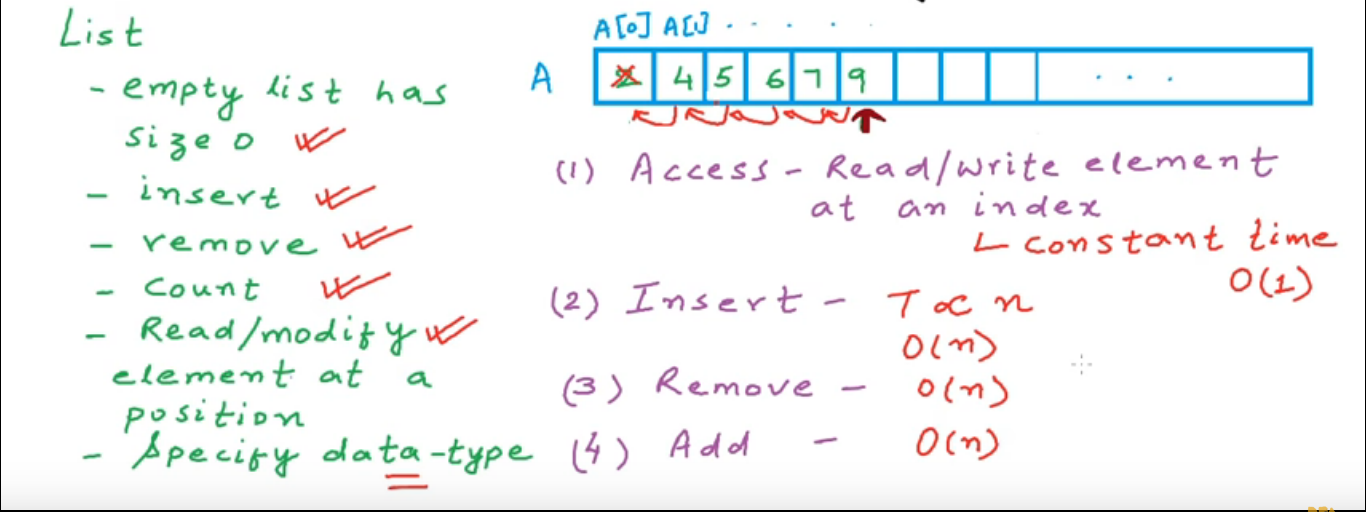 List
- empty list has
size 0
- insert
- remove
- count
- Read/modify
element at a
position
- Specify data-type
A[0] A[1] . . . . .
A 2 4 5 6 7 9 . . .
(1) Access - Read/Write element
at an index
constant time
O(1)
(2) Insert - T ∝ n
O(n)
(3) Remove - O(n)
(4) Add - O(n)